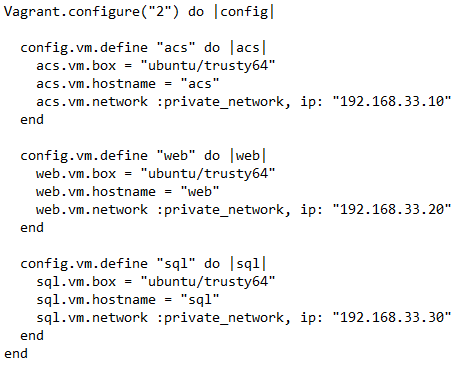 Vagrant.configure("2") do |config|

  config.vm.define "acs" do |acs|
    acs.vm.box = "ubuntu/trusty64"
    acs.vm.hostname = "acs"
    acs.vm.network :private_network, ip: "192.168.33.10"
  end

  config.vm.define "web" do |web|
    web.vm.box = "ubuntu/trusty64"
    web.vm.hostname = "web"
    web.vm.network :private_network, ip: "192.168.33.20"
  end

  config.vm.define "sql" do |sql|
    sql.vm.box = "ubuntu/trusty64"
    sql.vm.hostname = "sql"
    sql.vm.network :private_network, ip: "192.168.33.30"
  end
end